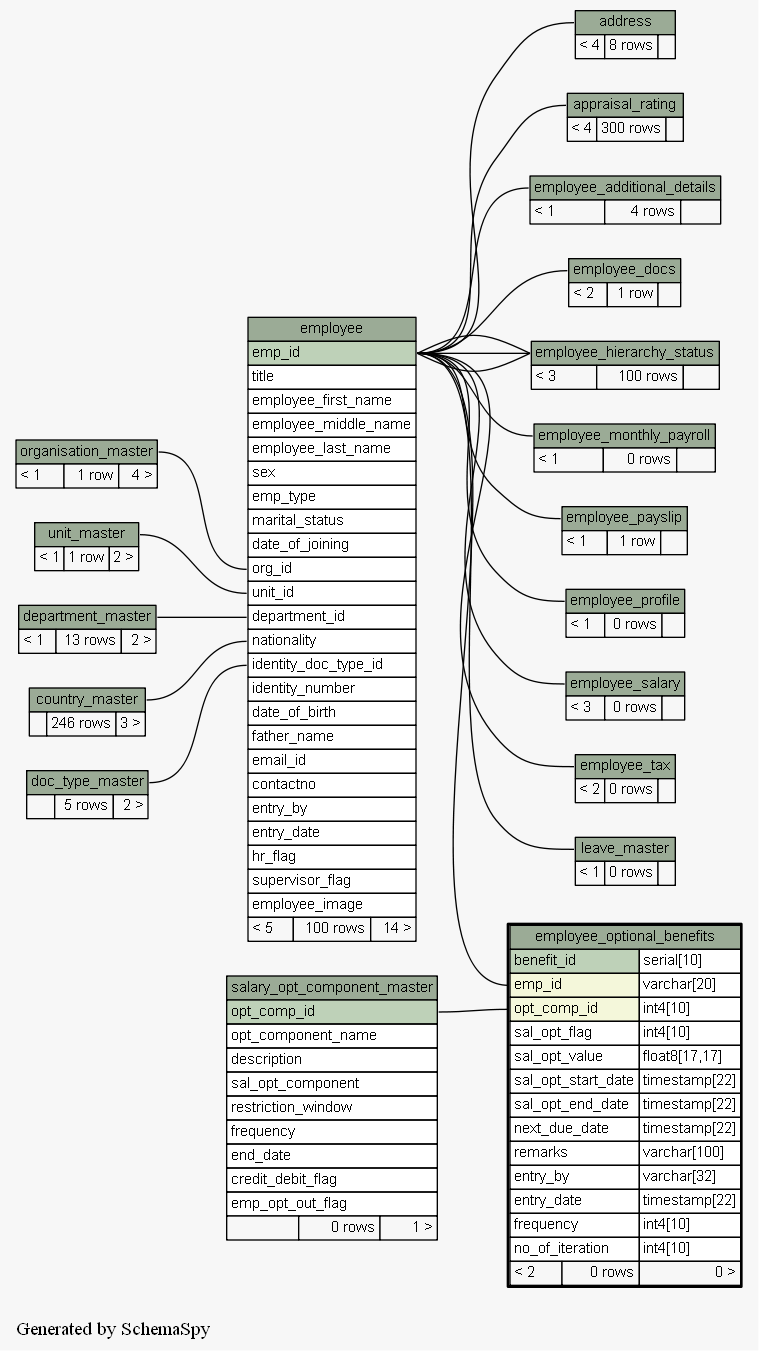 address
< 4 8 rows
appraisal_rating
< 4 300 rows
employee_additional_details
< 1 4 rows
employee_docs
< 2 1 row
employee_hierarchy_status
< 3 100 rows
employee_monthly_payroll
< 1 0 rows
employee_payslip
< 1 1 row
employee_profile
< 1 0 rows
employee_salary
< 3 0 rows
employee_tax
< 2 0 rows
leave_master
< 1 0 rows
employee
emp_id
title
employee_first_name
employee_middle_name
employee_last_name
sex
emp_type
marital_status
date_of_joining
org_id
unit_id
department_id
nationality
identity_doc_type_id
identity_number
date_of_birth
father_name
email_id
contactno
entry_by
entry_date
hr_flag
supervisor_flag
employee_image
< 5 100 rows 14 >
organisation_master
< 1 1 row 4 >
unit_master
< 1 1 row 2 >
department_master
< 1 13 rows 2 >
country_master
246 rows 3 >
doc_type_master
5 rows 2 >
employee_optional_benefits
benefit_id serial[10]
emp_id varchar[20]
opt_comp_id int4[10]
sal_opt_flag int4[10]
sal_opt_value float8[17,17]
sal_opt_start_date timestamp[22]
sal_opt_end_date timestamp[22]
next_due_date timestamp[22]
remarks varchar[100]
entry_by varchar[32]
entry_date timestamp[22]
frequency int4[10]
no_of_iteration int4[10]
< 2 0 rows 0 >
salary_opt_component_master
opt_comp_id
opt_component_name
description
sal_opt_component
restriction_window
frequency
end_date
credit_debit_flag
emp_opt_out_flag
0 rows 1 >
Generated by SchemaSpy